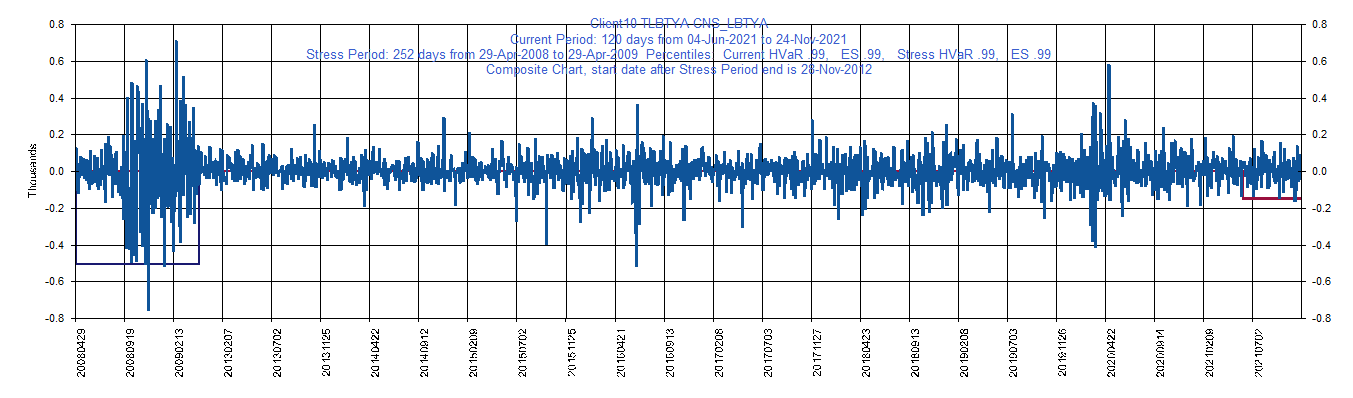 Client10 TLBTYA CNS_LBTYA
Current Period: 120 days from 04-Jun-2021 to 24-Nov-2021
Stress Period: 252 days from 29-Apr-2008 to 29-Apr-2009 Percentiles: Current HVaR .99, ES .99, Stress HVaR .99, ES .99
Composite Chart, start date after Stress Period end is 28-Nov-2012
0.8 0.8
0.6 0.6
0.4 0.4
0.2 0.2
0.0 0.0
-0.2 -0.2
-0.4 -0.4
-0.6 -0.6
-0.8 -0.8
Thousands
20080429 20080919 20090213 20130207 20130702 20131125 20140422 20140912 20150209 20150702 20151125 20160421 20160913 20170208 20170703 20171127 20180423 20180913 20190208 20190703 20191126 20200422 20200914 20210209 20210702